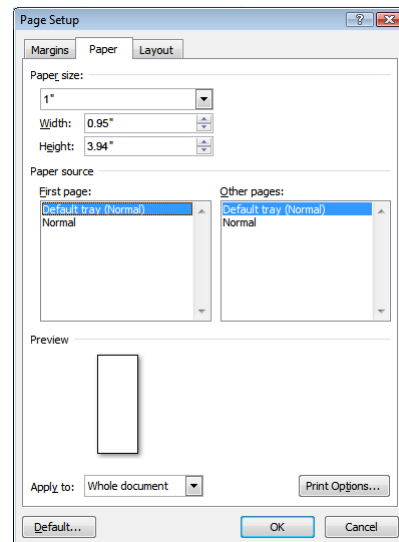 Page Setup
Margins Paper Layout
Paper size:
1"
Width: 0.95"
Height: 3.94"
Paper source
First page: Other pages:
Default tray (Normal) Default tray (Normal)
Normal Normal
Preview
Apply to: Whole document Print Options...
Default... OK Cancel